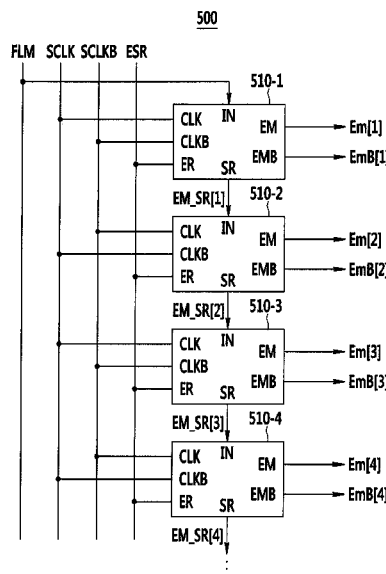 500
FLM SCLK SCLKB ESR
510-1
CLK IN EM Em[1]
CLKB EMB EmB[1]
ER SR
EM_SR[1] 510-2
CLK IN EM Em[2]
CLKB EMB EmB[2]
ER SR
EM_SR[2] 510-3
CLK IN EM Em[3]
CLKB EMB EmB[3]
ER SR
EM_SR[3] 510-4
CLK IN EM Em[4]
CLKB EMB EmB[4]
ER SR
EM_SR[4]